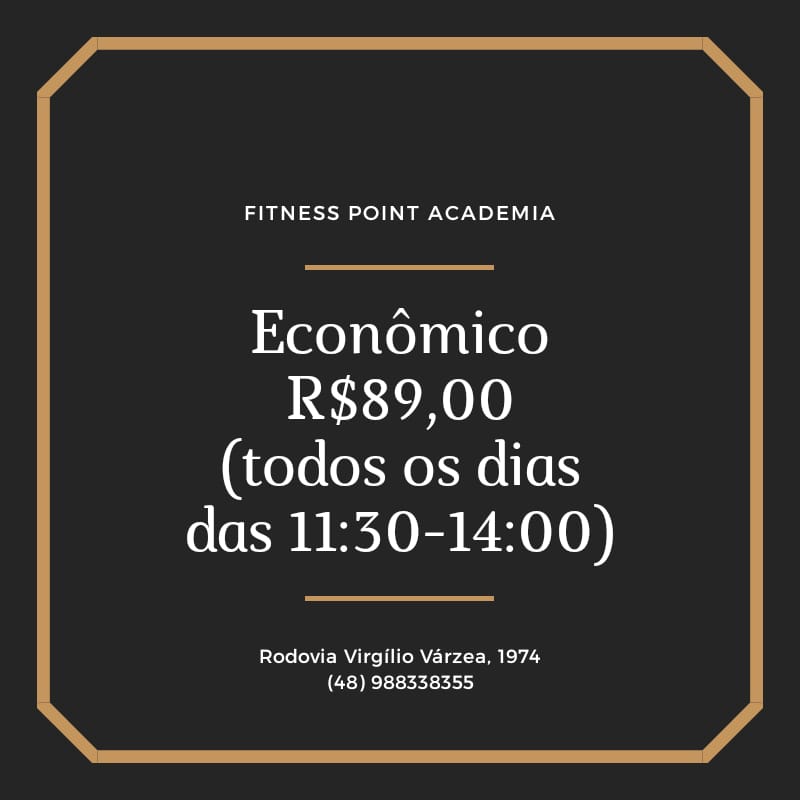 FITNESS POINT ACADEMIA
Econômico
R$89,00
(todos os dias
das 11:30-14:00)
Rodovia Virgílio Várzea, 1974
(48) 988338355